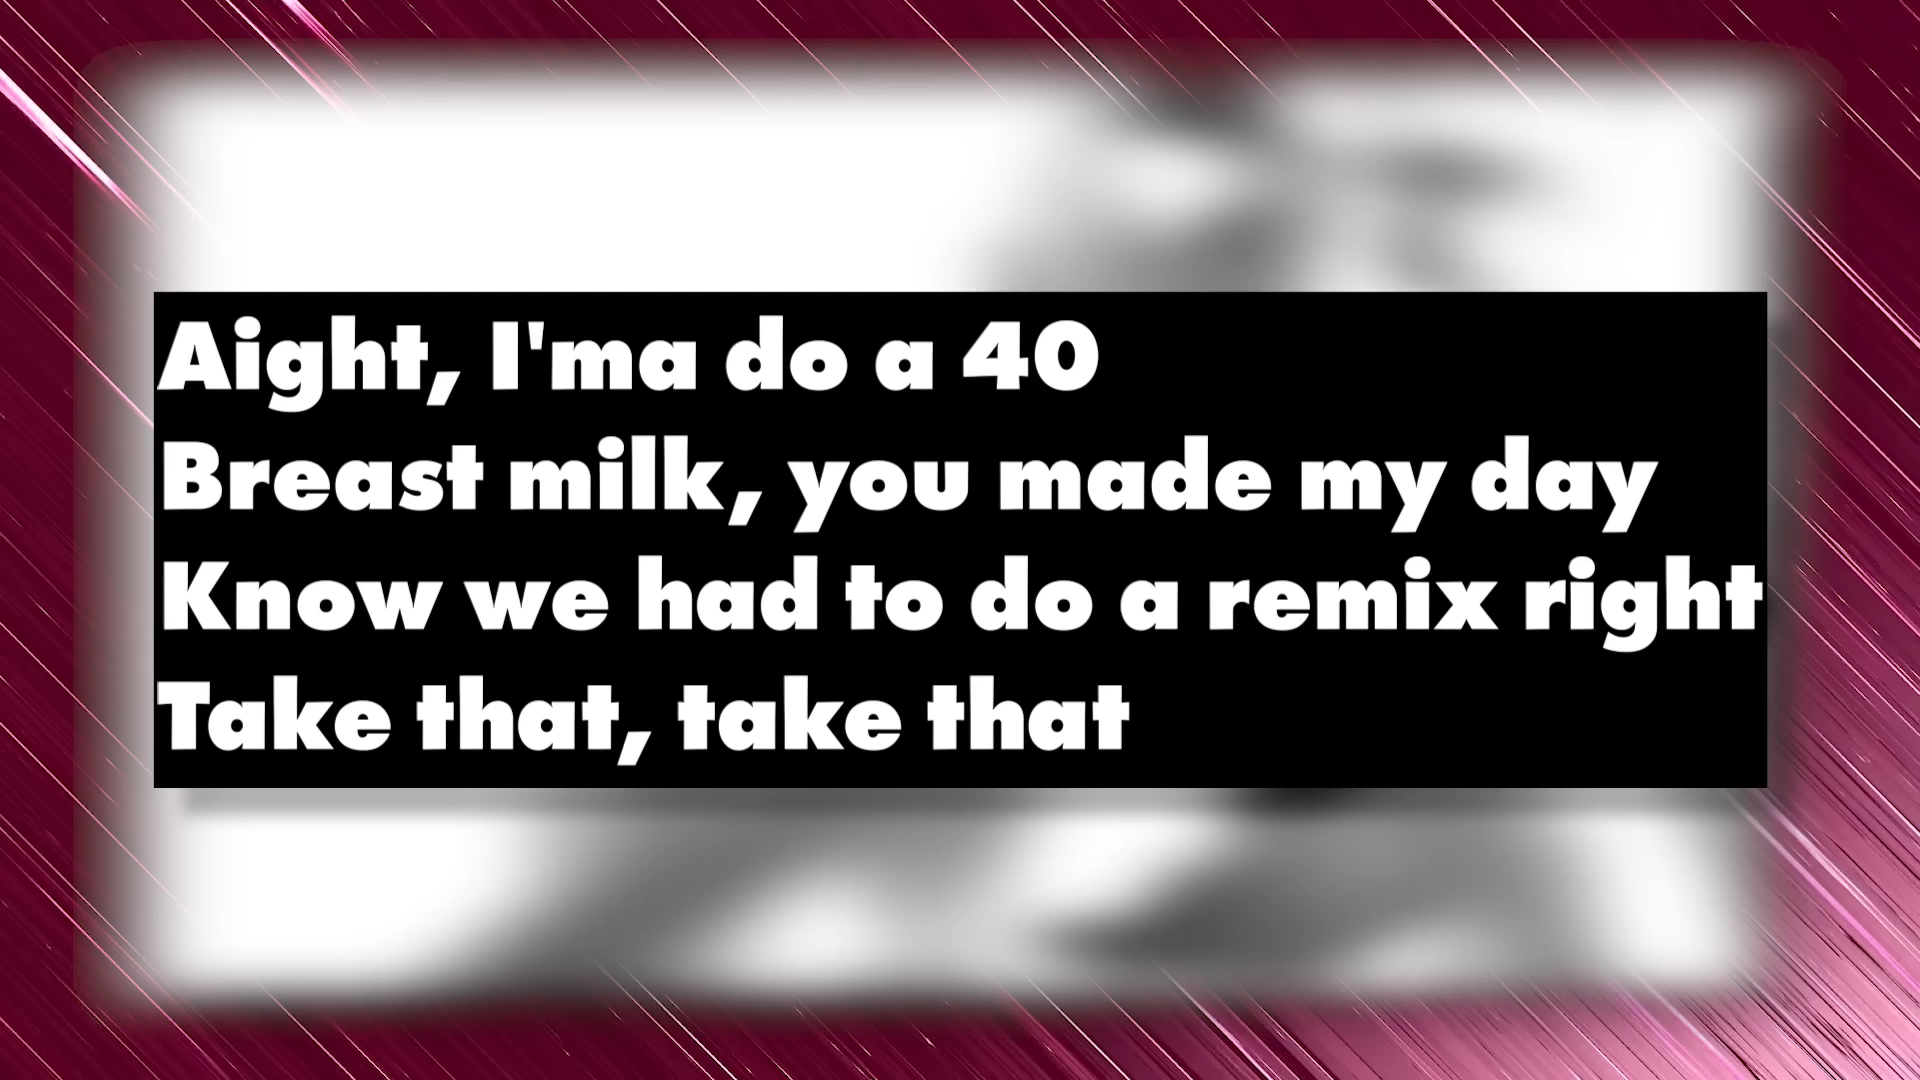 Aight, I'ma do a 40
Breast milk, you made my day
Know we had to do a remix right
Take that, take that